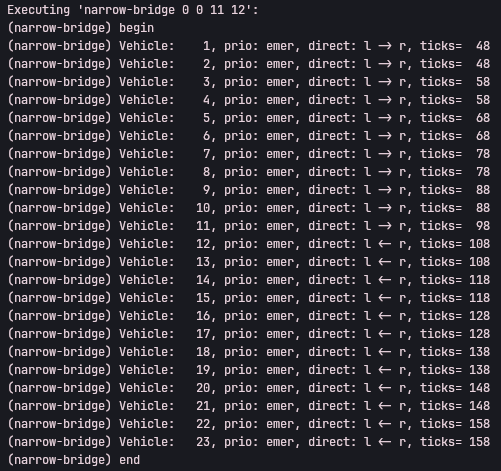 Executing 'narrow-bridge 0 0 11 12':
(narrow-bridge) begin
(narrow-bridge) Vehicle:   1, prio: emer, direct: l -> r, ticks=  48
(narrow-bridge) Vehicle:   2, prio: emer, direct: l -> r, ticks=  48
(narrow-bridge) Vehicle:   3, prio: emer, direct: l -> r, ticks=  58
(narrow-bridge) Vehicle:   4, prio: emer, direct: l -> r, ticks=  58
(narrow-bridge) Vehicle:   5, prio: emer, direct: l -> r, ticks=  68
(narrow-bridge) Vehicle:   6, prio: emer, direct: l -> r, ticks=  68
(narrow-bridge) Vehicle:   7, prio: emer, direct: l -> r, ticks=  78
(narrow-bridge) Vehicle:   8, prio: emer, direct: l -> r, ticks=  78
(narrow-bridge) Vehicle:   9, prio: emer, direct: l -> r, ticks=  88
(narrow-bridge) Vehicle:  10, prio: emer, direct: l -> r, ticks=  88
(narrow-bridge) Vehicle:  11, prio: emer, direct: l -> r, ticks=  98
(narrow-bridge) Vehicle:  12, prio: emer, direct: l <- r, ticks= 108
(narrow-bridge) Vehicle:  13, prio: emer, direct: l <- r, ticks= 108
(narrow-bridge) Vehicle:  14, prio: emer, direct: l <- r, ticks= 118
(narrow-bridge) Vehicle:  15, prio: emer, direct: l <- r, ticks= 118
(narrow-bridge) Vehicle:  16, prio: emer, direct: l <- r, ticks= 128
(narrow-bridge) Vehicle:  17, prio: emer, direct: l <- r, ticks= 128
(narrow-bridge) Vehicle:  18, prio: emer, direct: l <- r, ticks= 138
(narrow-bridge) Vehicle:  19, prio: emer, direct: l <- r, ticks= 138
(narrow-bridge) Vehicle:  20, prio: emer, direct: l <- r, ticks= 148
(narrow-bridge) Vehicle:  21, prio: emer, direct: l <- r, ticks= 148
(narrow-bridge) Vehicle:  22, prio: emer, direct: l <- r, ticks= 158
(narrow-bridge) Vehicle:  23, prio: emer, direct: l <- r, ticks= 158
(narrow-bridge) end